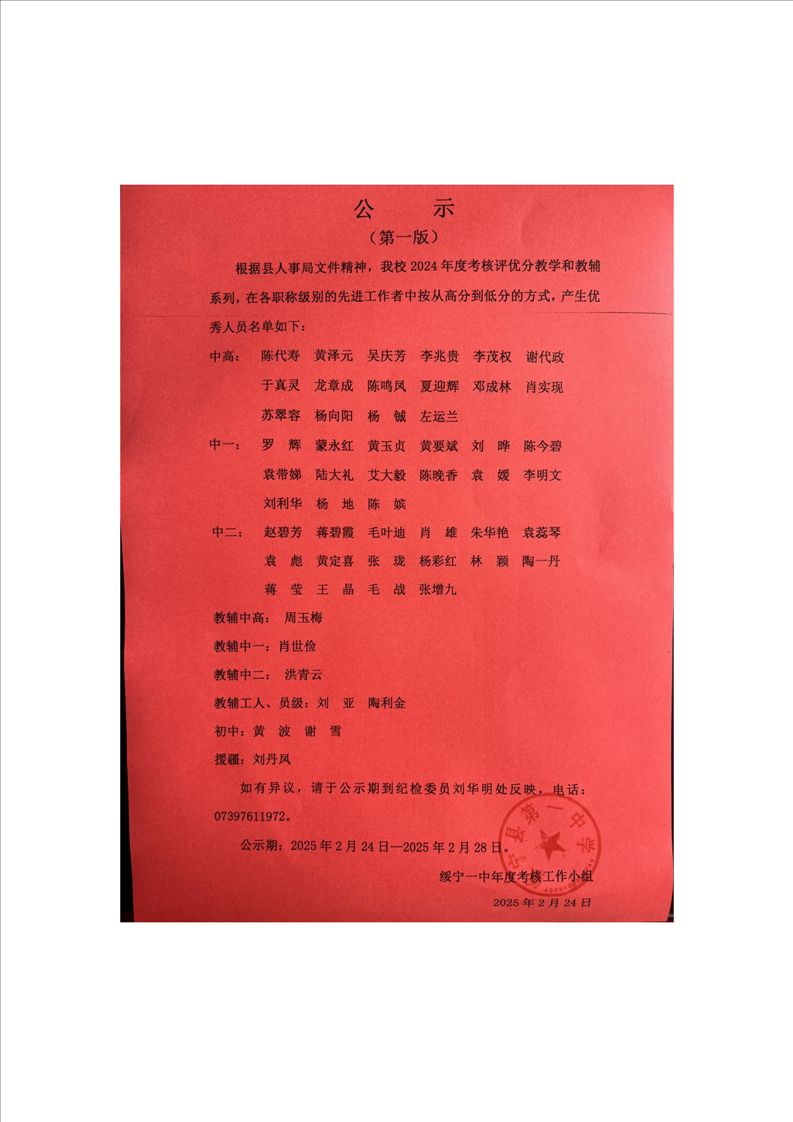 公 示
（第一版）
根据县人事局文件精神，我校 2024 年度考核评优分教学和教辅
系列，在各职称级别的先进工作者中按从高分到低分的方式，产生优
秀人员名单如下：
中高： 陈代寿 黄泽元 吴庆芳 李兆贵 李茂权 谢代政
于真灵 龙章成 陈鸣凤 夏迎辉 邓成林 肖实现
苏翠容 杨向阳 杨 铖 左运兰
中一： 罗 辉 蒙永红 黄玉贞 黄要斌 刘 晔 陈今碧
袁带娣 陆大礼 艾大毅 陈晚香 袁 嫒 李明文
刘利华 杨 地 陈 嫔
中二： 赵碧芳 蒋碧霞 毛叶迪 肖 雄 朱华艳 袁蕊琴
袁 彪 黄定喜 张 珑 杨彩红 林 颖 陶一丹
蒋 莹 王 晶 毛 战 张增九
教辅中高： 周玉梅
教辅中一：肖世俭
教辅中二： 洪青云
教辅工人、员级：刘 亚 陶利金
初中：黄 波 谢 雪
援疆：刘丹凤
如有异议，请于公示期到纪检委员刘华明处反映，电话：
07397611972。
公示期：2025 年 2 月 24 日—2025 年 2 月 28 日。
绥宁一中年度考核工作小组
2025 年 2 月 24 日
宁县第一中学